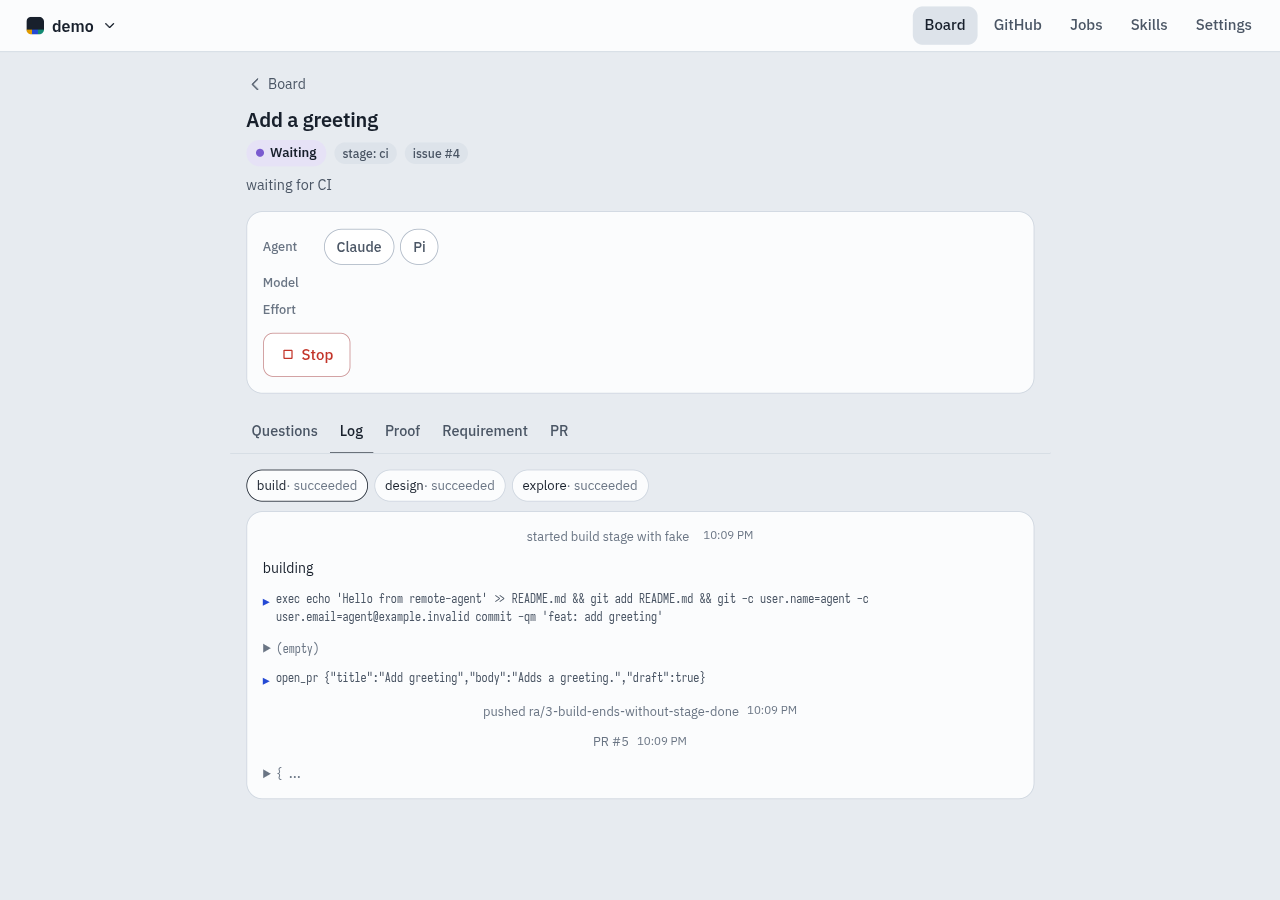 demo
Board GitHub Jobs Skills Settings
Board
Add a greeting
Waiting stage: ci issue #4
waiting for CI
Agent Claude Pi
Model
Effort
Stop
Questions Log Proof Requirement PR
build· succeeded design· succeeded explore· succeeded
started build stage with fake 10:09 PM
building
exec echo 'Hello from remote-agent' >> README.md && git add README.md && git -c user.name=agent -c
user.email=agent@example.invalid commit -qm 'feat: add greeting'
(empty)
open_pr {"title":"Add greeting","body":"Adds a greeting.","draft":true}
pushed ra/3-build-ends-without-stage-done 10:09 PM
PR #5 10:09 PM
{ ...